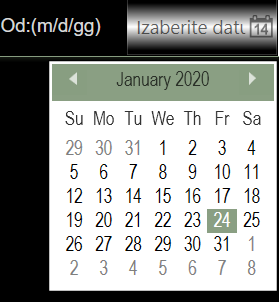 Od:(m/d/gg) Izaberite datu
January 2020
Su Mo Tu We Th Fr Sa
29 30 31 1 2 3 4
5 6 7 8 9 10 11
12 13 14 15 16 17 18
19 20 21 22 23 24 25
26 27 28 29 30 31 1
2 3 4 5 6 7 8